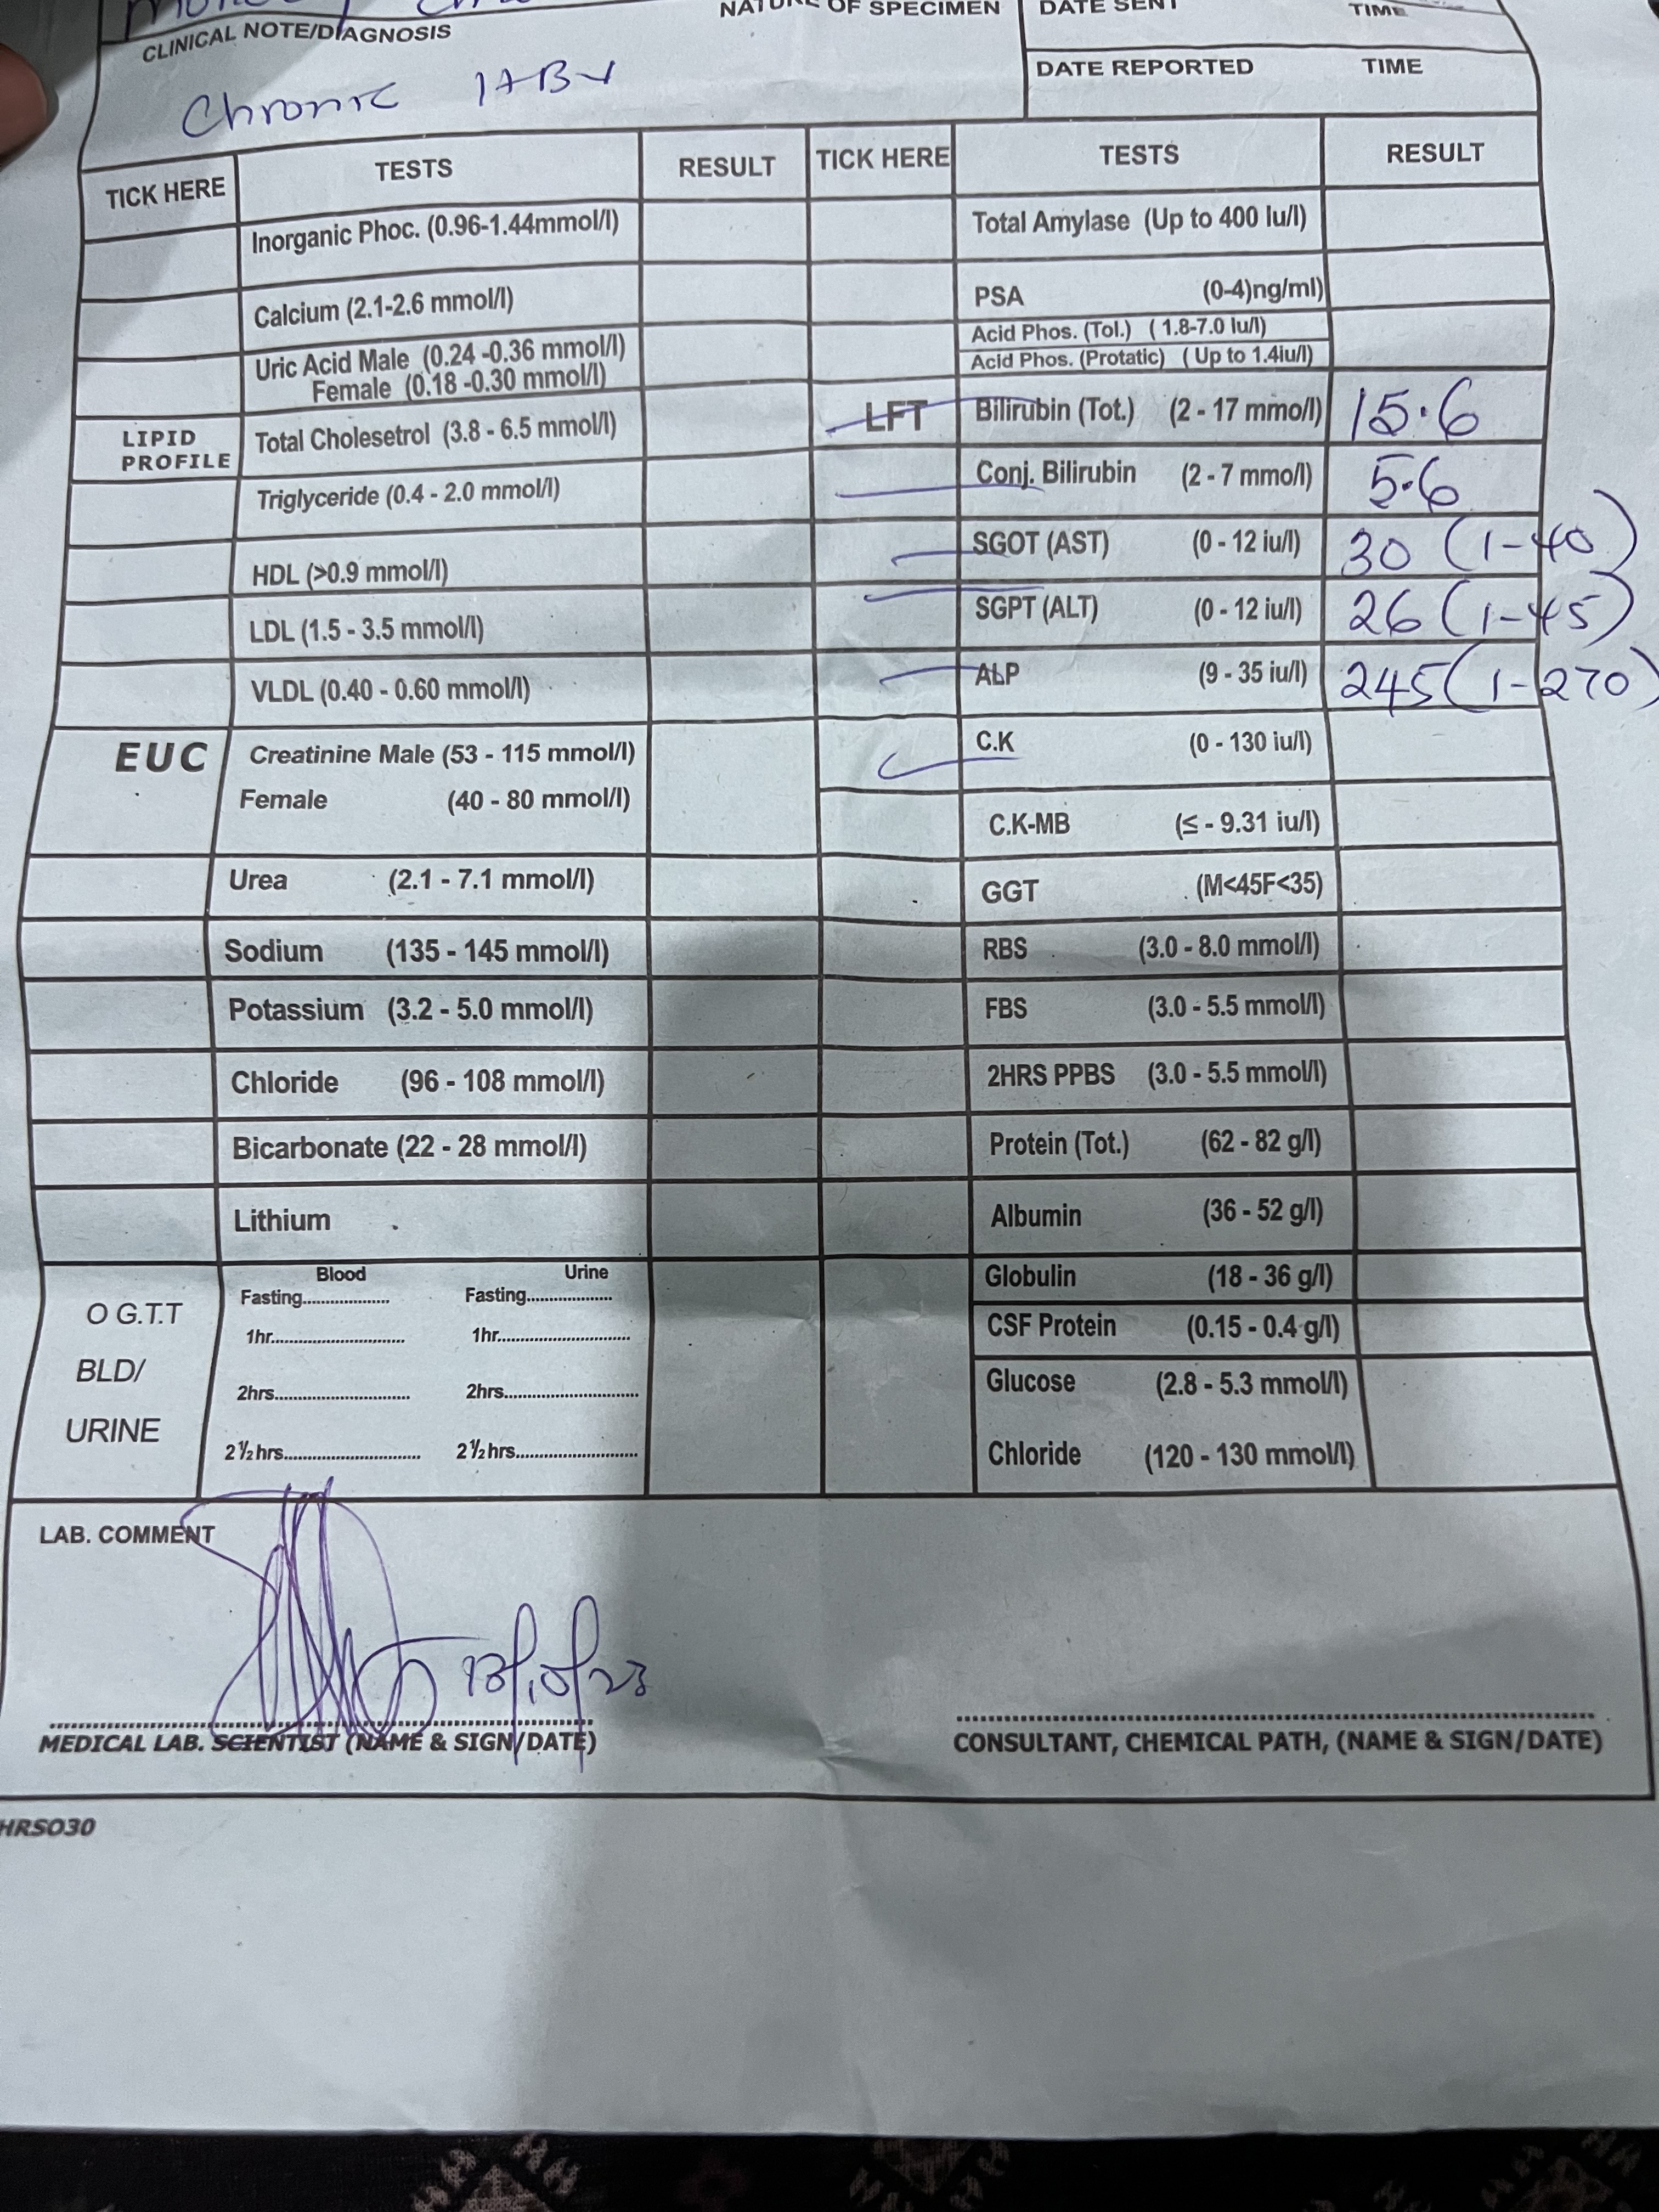 NATURE OF SPECIMEN
DATE SENT TIME
CLINICAL NOTE/DIAGNOSIS
DATE REPORTED TIME
Chronic HBV
TICK HERE TESTS RESULT TICK HERE TESTS RESULT
Inorganic Phoc. (0.96-1.44mmol/l) Total Amylase (Up to 400 Iu/l)
Calcium (2.1-2.6 mmol/l) PSA (0-4)ng/ml)
Acid Phos. (Tol.) ( 1.8-7.0 Iu/l)
Uric Acid Male (0.24 -0.36 mmol/l) Acid Phos. (Protatic) ( Up to 1.4iu/l)
Female (0.18 -0.30 mmol/l)
LIPID PROFILE Total Cholesetrol (3.8 - 6.5 mmol/l) LFT Bilirubin (Tot.) (2 - 17 mmo/l) 15.6
Triglyceride (0.4 - 2.0 mmol/l) Conj. Bilirubin (2 - 7 mmo/l) 5.6
HDL (>0.9 mmol/l) SGOT (AST) (0 - 12 iu/l) 30 (1-40)
LDL (1.5 - 3.5 mmol/l) SGPT (ALT) (0 - 12 iu/l) 26 (1-45)
VLDL (0.40 - 0.60 mmol/l) ALP (9 - 35 iu/l) 245 (1-270)
EUC Creatinine Male (53 - 115 mmol/l) C.K (0 - 130 iu/l)
Female (40 - 80 mmol/l) C.K-MB (≤ - 9.31 iu/l)
Urea (2.1 - 7.1 mmol/l) GGT (M<45F<35)
Sodium (135 - 145 mmol/l) RBS (3.0 - 8.0 mmol/l)
Potassium (3.2 - 5.0 mmol/l) FBS (3.0 - 5.5 mmol/l)
Chloride (96 - 108 mmol/l) 2HRS PPBS (3.0 - 5.5 mmol/l)
Bicarbonate (22 - 28 mmol/l) Protein (Tot.) (62 - 82 g/l)
Lithium Albumin (36 - 52 g/l)
Blood Urine Globulin (18 - 36 g/l)
Fasting.................... Fasting....................
O G.T.T 1hr.............................. 1hr.............................. CSF Protein (0.15 - 0.4 g/l)
BLD/ 2hrs.............................. 2hrs.............................. Glucose (2.8 - 5.3 mmol/l)
URINE 2 ½ hrs.............................. 2 ½ hrs.............................. Chloride (120 - 130 mmol/l)
LAB. COMMENT
MEDICAL LAB. SCIENTIST (NAME & SIGN/DATE) CONSULTANT, CHEMICAL PATH, (NAME & SIGN/DATE)
HRSO30